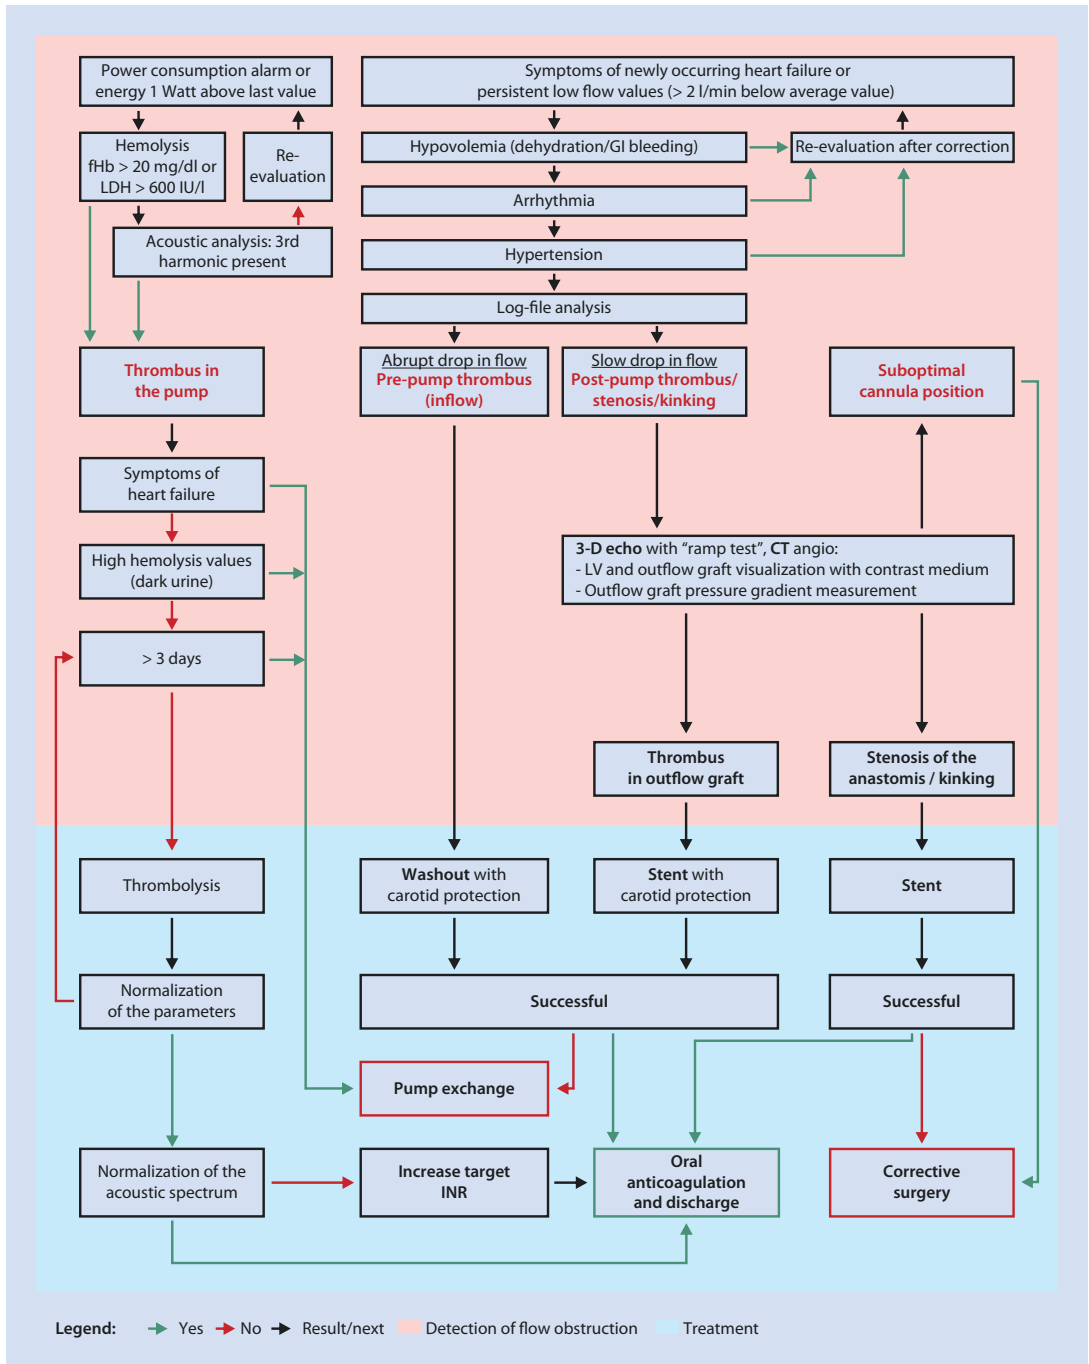 Power consumption alarm or
energy 1 Watt above last value
Symptoms of newly occurring heart failure or
persistent low flow values (> 2 l/min below average value)
Hemolysis
fHb > 20 mg/dl or
LDH > 600 IU/l
Re-
evaluation
Hypovolemia (dehydration/GI bleeding)
Re-evaluation after correction
Arrhythmia
Acoustic analysis: 3rd
harmonic present
Hypertension
Log-file analysis
Thrombus in
the pump
Abrupt drop in flow
Pre-pump thrombus
(inflow)
Slow drop in flow
Post-pump thrombus/
stenosis/kinking
Suboptimal
cannula position
Symptoms of
heart failure
High hemolysis values
(dark urine)
3-D echo with "ramp test", CT angio:
- LV and outflow graft visualization with contrast medium
- Outflow graft pressure gradient measurement
> 3 days
Thrombus
in outflow graft
Stenosis of the
anastomis / kinking
Thrombolysis
Washout with
carotid protection
Stent with
carotid protection
Stent
Normalization
of the parameters
Successful
Successful
Pump exchange
Normalization of the
acoustic spectrum
Increase target
INR
Oral
anticoagulation
and discharge
Corrective
surgery
Legend: Yes No Result/next Detection of flow obstruction Treatment